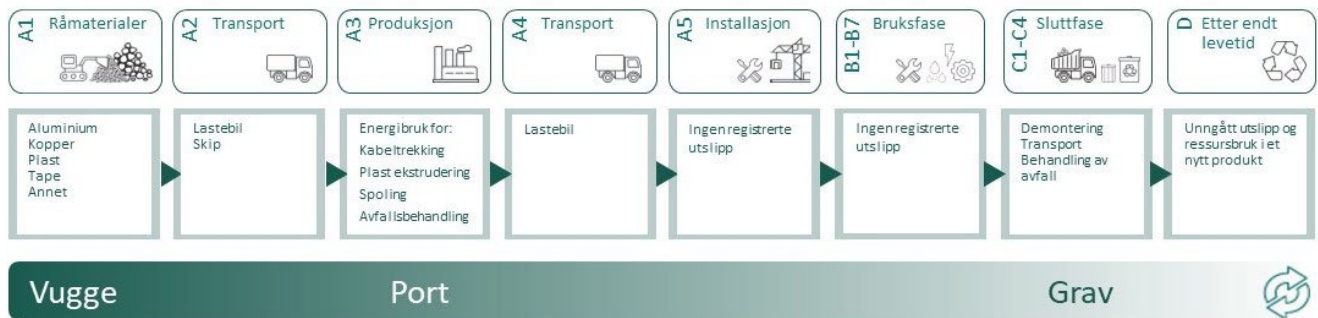 A1 Råmaterialer
A2 Transport
A3 Produksjon
A4 Transport
A5 Installasjon
B1-B7 Bruksfase
C1-C4 Sluttfase
D Etter endt
levetid
Aluminium
Kopper
Plast
Tape
Annet
Lastebil
Skip
Energibruk for:
Kabeltrekking
Plast ekstrudering
Spoling
Avfallsbehandling
Lastebil
Ingen registrerte
utslipp
Ingen registrerte
utslipp
Demontering
Transport
Behandling av
avfall
Unngått utslipp og
ressursbruk i et
nytt produkt
Vugge
Port
Grav